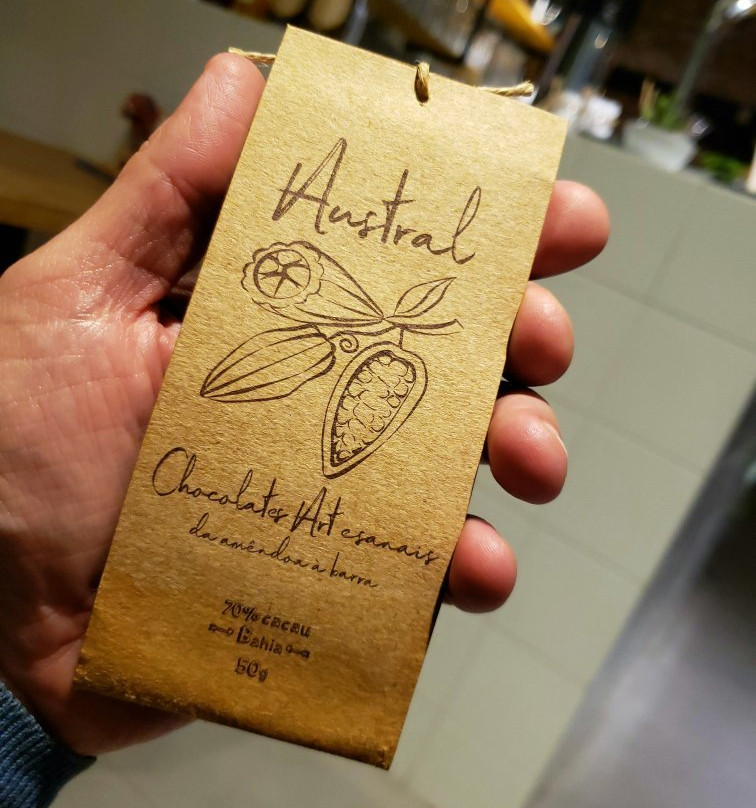 Austral
Chocolates Artesanais
da amêndoa a barra
70% cacau
Bahia
50g